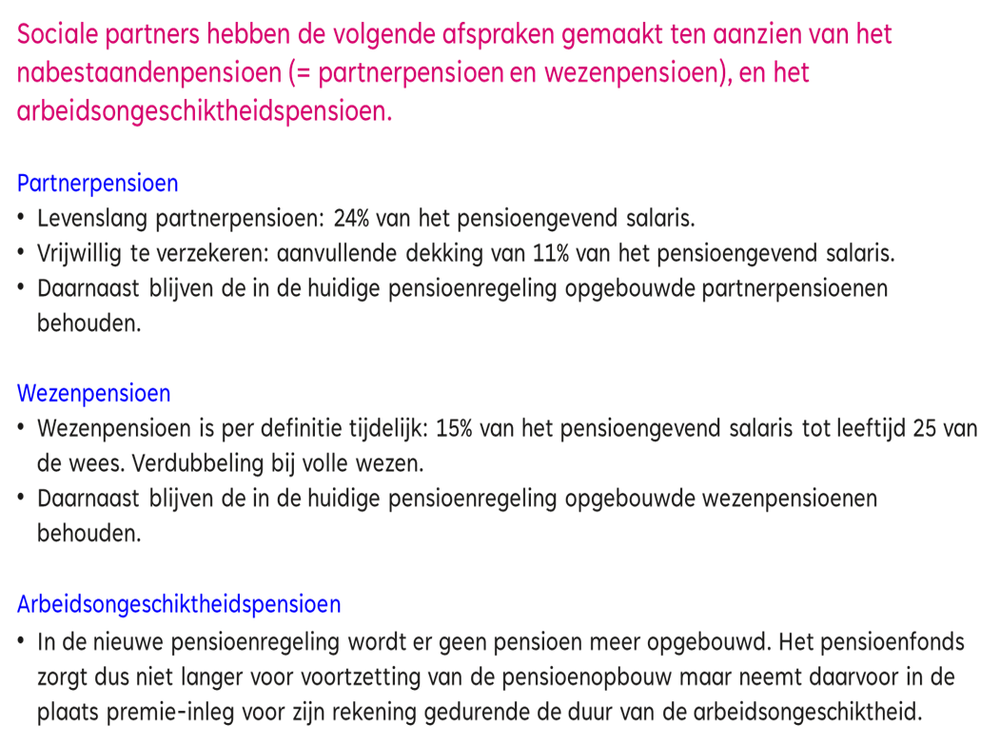 Sociale partners hebben de volgende afspraken gemaakt ten aanzien van het
nabestaandenpensioen (= partnerpensioen en wezenpensioen), en het
arbeidsongeschiktheidspensioen.
Partnerpensioen
• Levenslang partnerpensioen: 24% van het pensioengevend salaris.
• Vrijwillig te verzekeren: aanvullende dekking van 11% van het pensioengevend salaris.
• Daarnaast blijven de in de huidige pensioenregeling opgebouwde partnerpensioenen
behouden.
Wezenpensioen
• Wezenpensioen is per definitie tijdelijk: 15% van het pensioengevend salaris tot leeftijd 25 van
de wees. Verdubbeling bij volle wezen.
• Daarnaast blijven de in de huidige pensioenregeling opgebouwde wezenpensioenen
behouden.
Arbeidsongeschiktheidspensioen
• In de nieuwe pensioenregeling wordt er geen pensioen meer opgebouwd. Het pensioenfonds
zorgt dus niet langer voor voortzetting van de pensioenopbouw maar neemt daarvoor in de
plaats premie-inleg voor zijn rekening gedurende de duur van de arbeidsongeschiktheid.